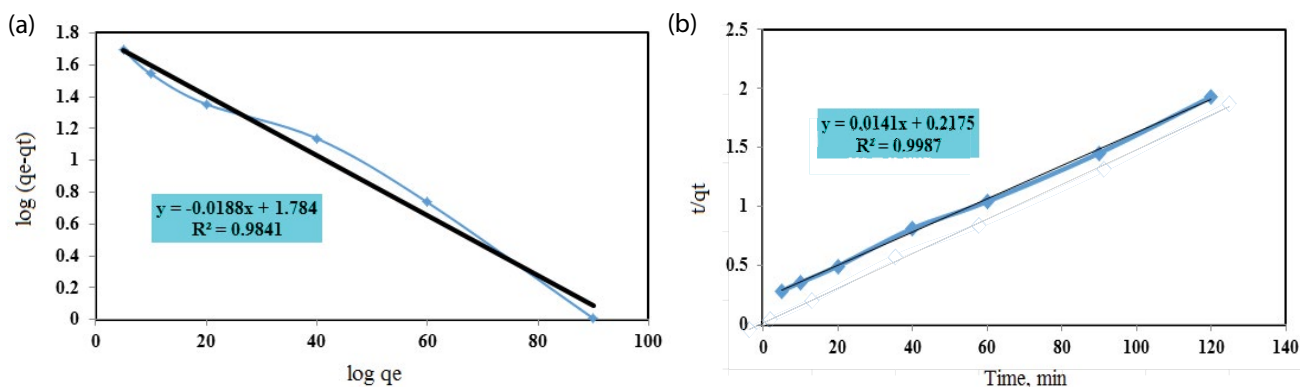 (a)
1.8
1.6
1.4
1.2
1
0.8
0.6
0.4
0.2
0
log (qe-qt)
y = -0.0188x + 1.784
R² = 0.9841
0 20 40 60 80 100
log qe
(b)
2.5
2
1.5
1
0.5
0
t/qt
y = 0.0141x + 0.2175
R² = 0.9987
0 20 40 60 80 100 120 140
Time, min